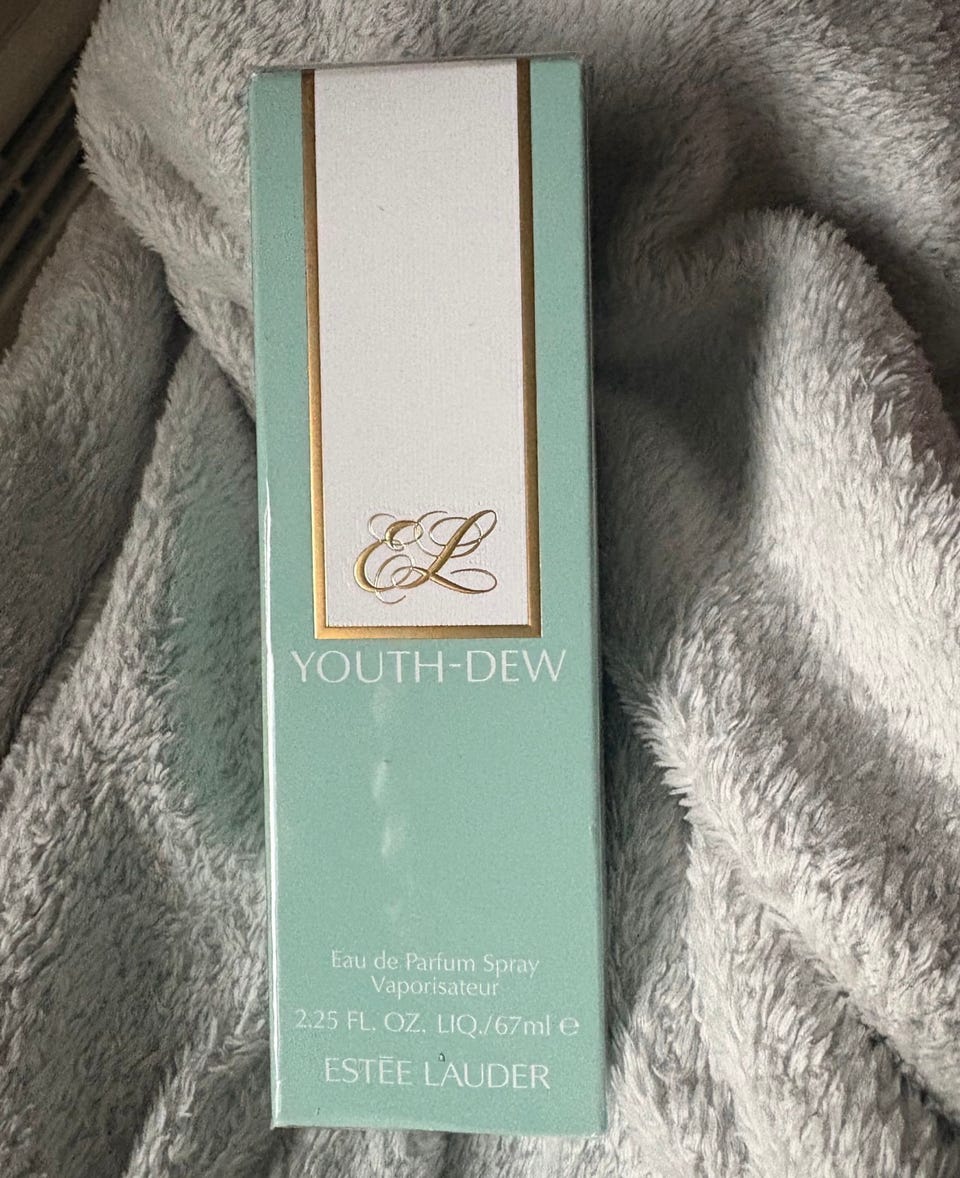 EL
YOUTH-DEW
Eau de Parfum Spray
Vaporisateur
2.25 FL. OZ. LIQ./67ml ℮
ESTĒE LAUDER